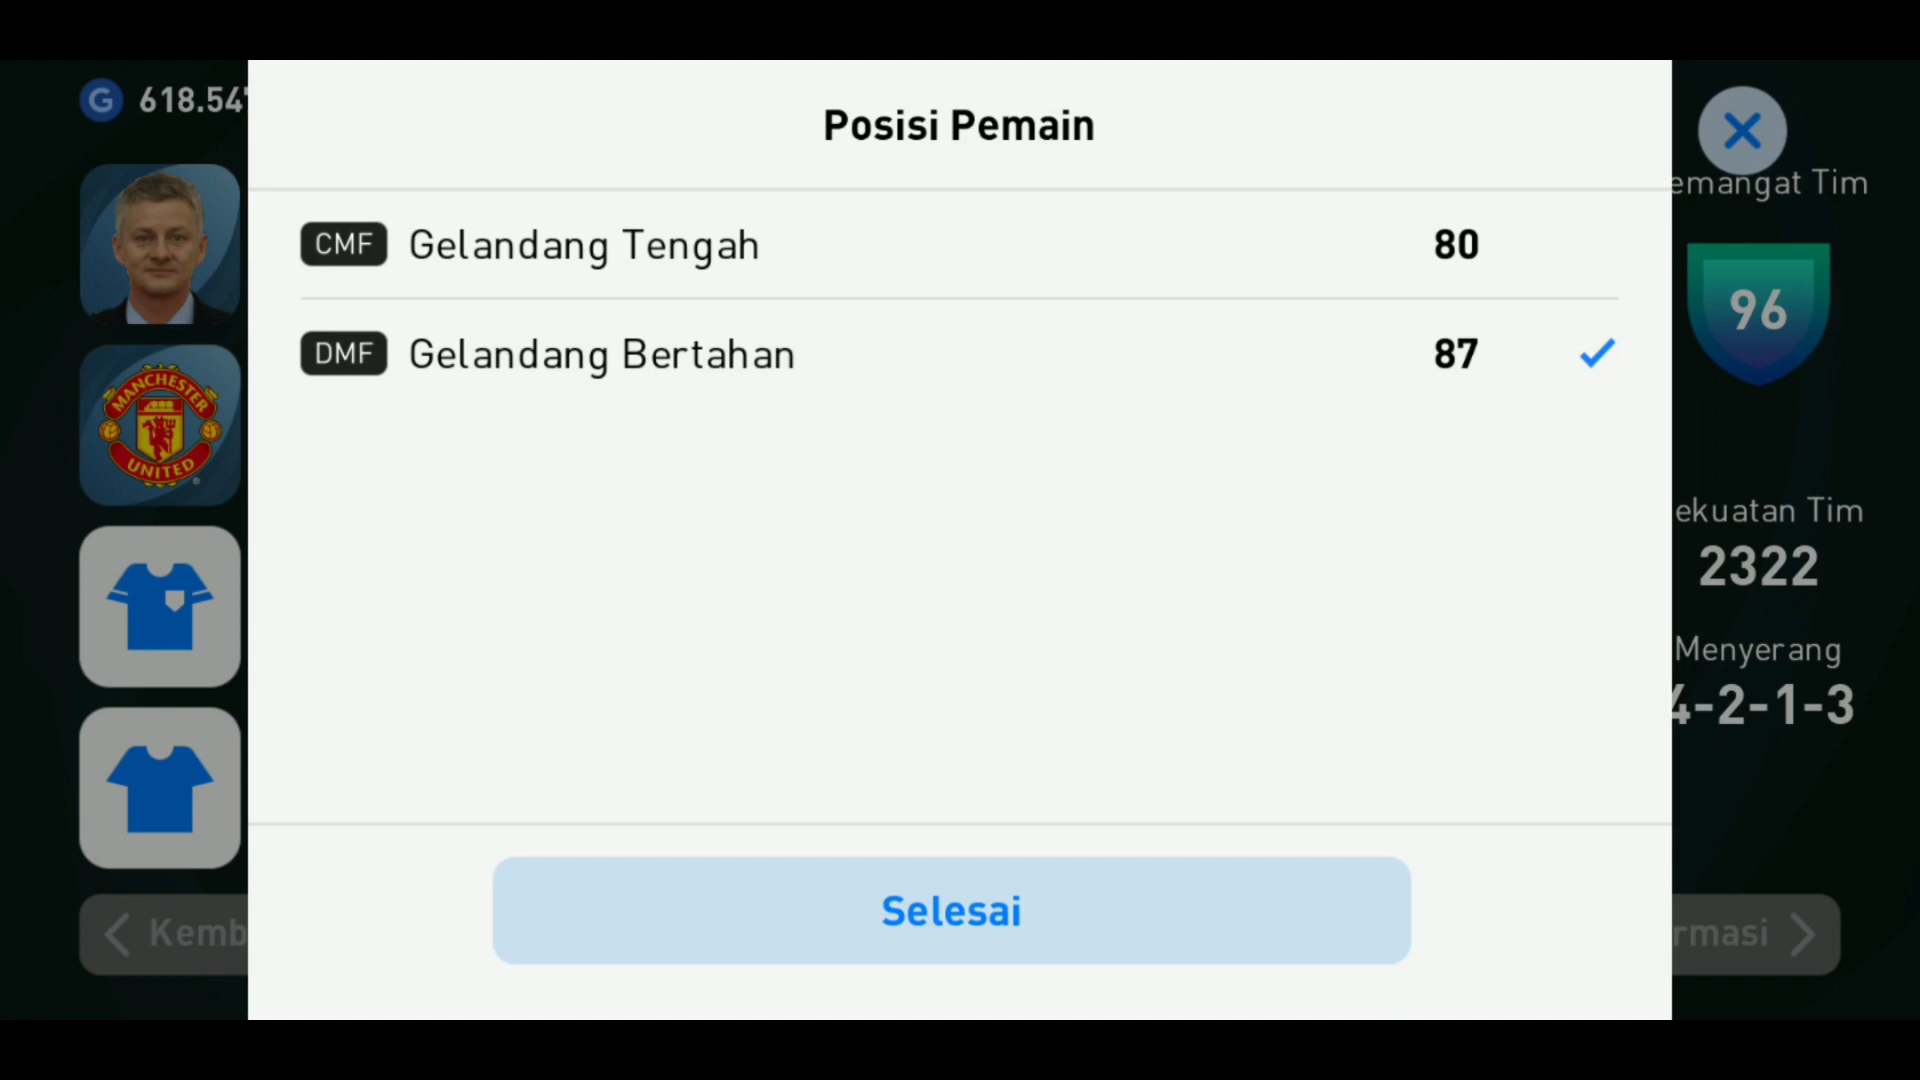 G 618.54
Posisi Pemain
emangat Tim
CMF Gelandang Tengah 80
DMF Gelandang Bertahan 87
96
MANCHESTER
UNITED
ekuatan Tim
2322
Menyerang
4-2-1-3
Selesai
Kemb
rmasi